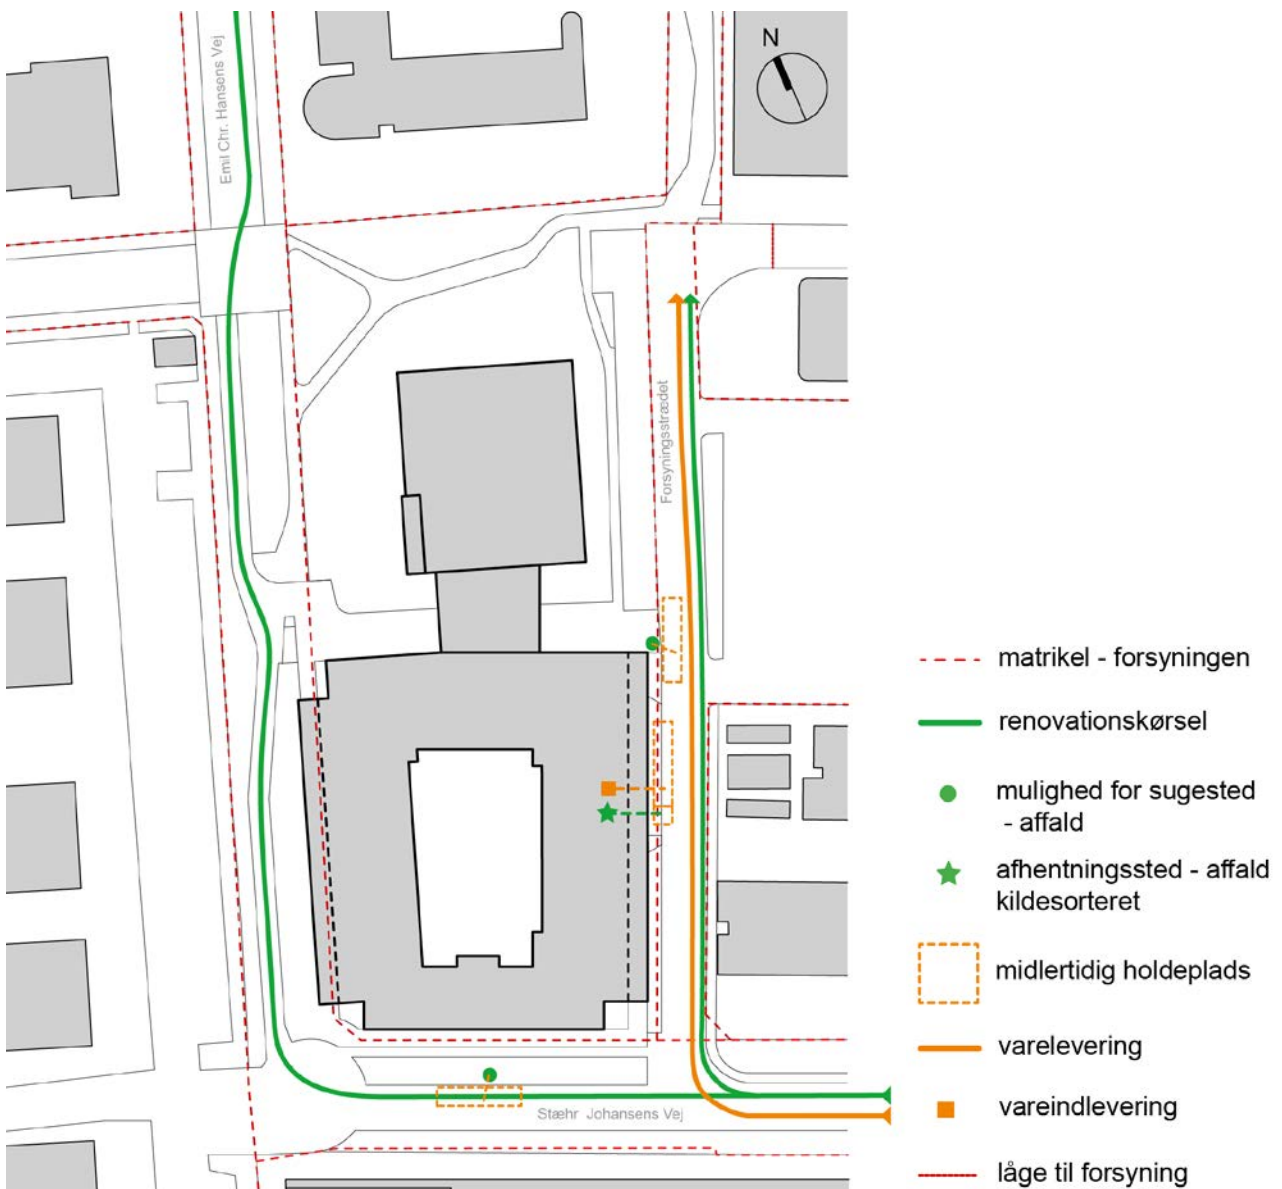 N
Emil Chr. Hansens Vej
Forsyningsstrædet
Stæhr Johansens Vej
matrikel - forsyningen
renovationskørsel
mulighed for sugested
- affald
afhentningssted - affald
kildesorteret
midlertidig holdeplads
varelevering
vareindlevering
låge til forsyning